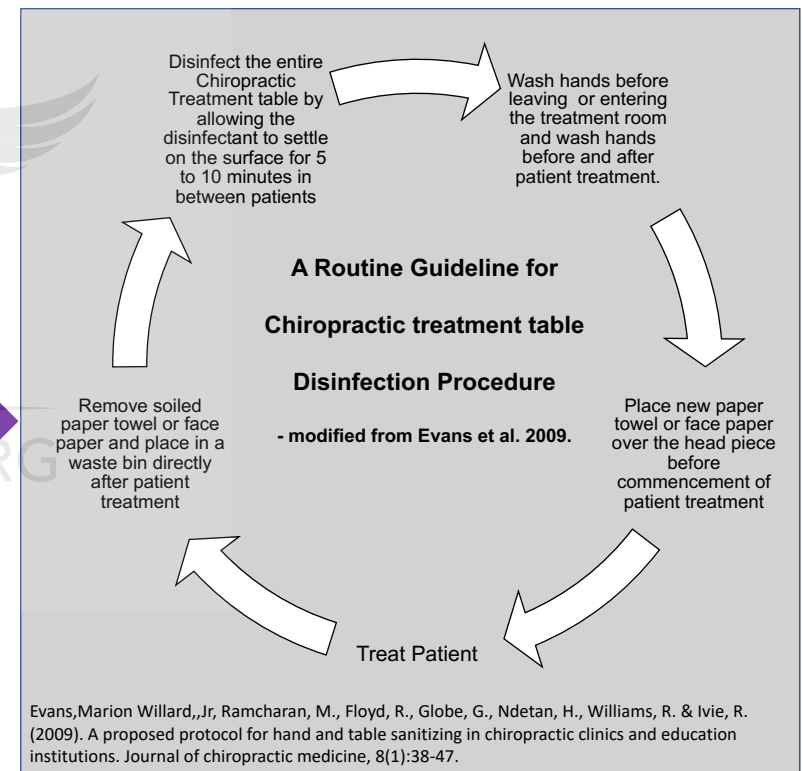 Disinfect the entire
Chiropractic
Treatment table by
allowing the
disinfectant to settle
on the surface for 5
to 10 minutes in
between patients
Wash hands before
leaving or entering
the treatment room
and wash hands
before and after
patient treatment.
A Routine Guideline for
Chiropractic treatment table
Disinfection Procedure
- modified from Evans et al. 2009.
Place new paper
towel or face paper
over the head piece
before
commencement of
patient treatment
Treat Patient
Remove soiled
paper towel or face
paper and place in a
waste bin directly
after patient
treatment
RG
Evans,Marion Willard,,Jr, Ramcharan, M., Floyd, R., Globe, G., Ndetan, H., Williams, R. & Ivie, R.
(2009). A proposed protocol for hand and table sanitizing in chiropractic clinics and education
institutions. Journal of chiropractic medicine, 8(1):38-47.